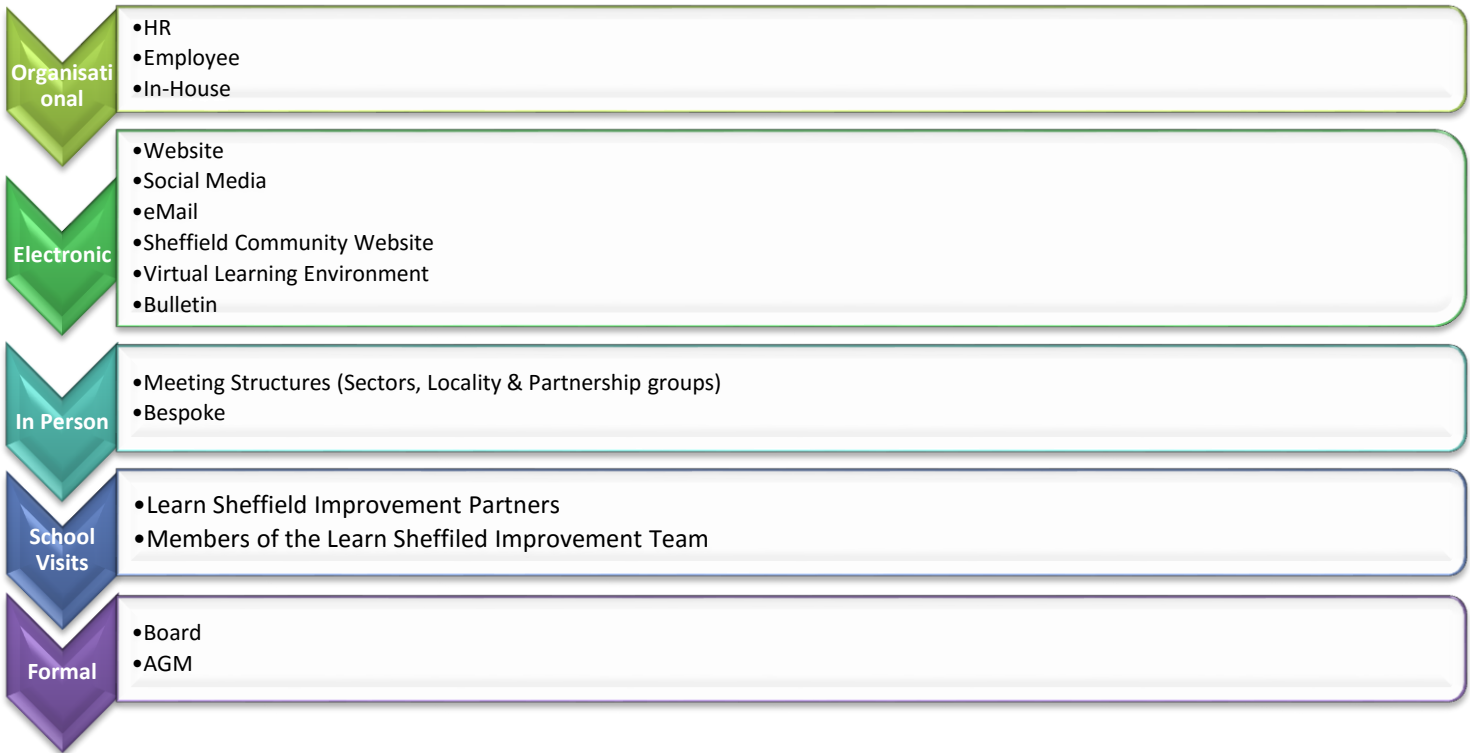 Organisati
onal
•HR
•Employee
•In-House
Electronic
•Website
•Social Media
•eMail
•Sheffield Community Website
•Virtual Learning Environment
•Bulletin
In Person
•Meeting Structures (Sectors, Locality & Partnership groups)
•Bespoke
School
Visits
•Learn Sheffield Improvement Partners
•Members of the Learn Sheffiled Improvement Team
Formal
•Board
•AGM